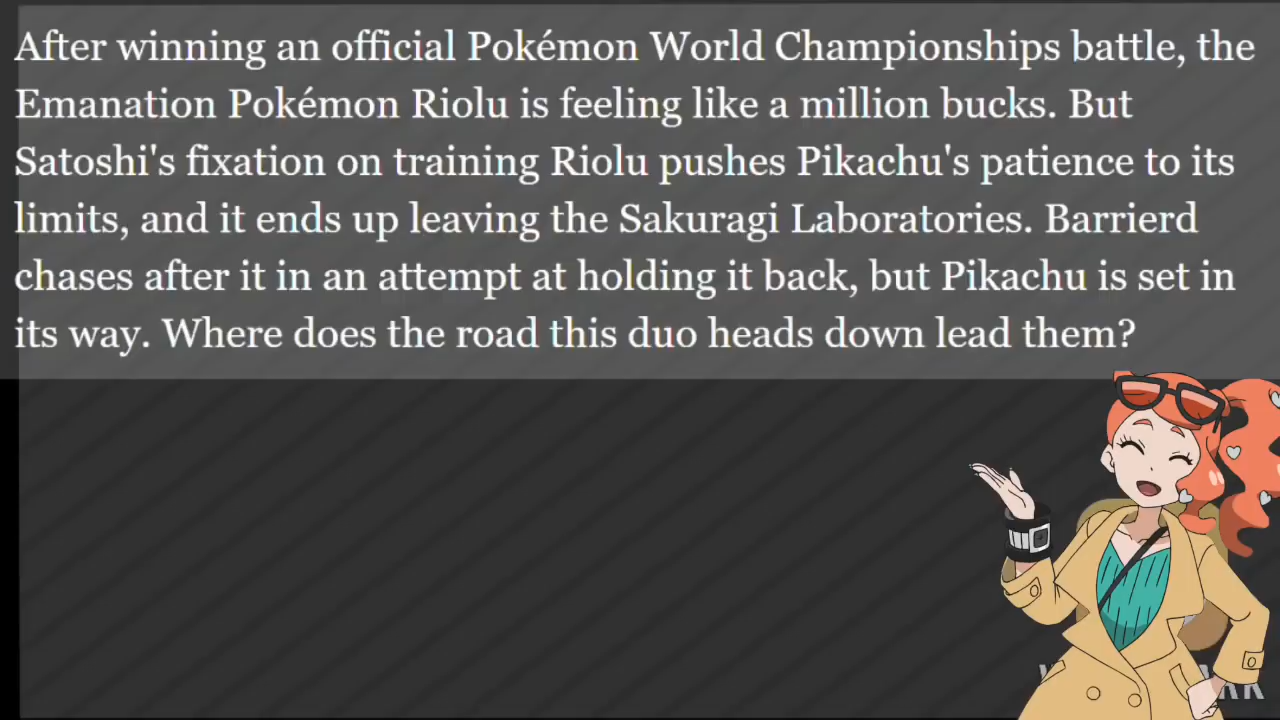 After winning an official Pokémon World Championships battle, the
Emanation Pokémon Riolu is feeling like a million bucks. But
Satoshi's fixation on training Riolu pushes Pikachu's patience to its
limits, and it ends up leaving the Sakuragi Laboratories. Barrierd
chases after it in an attempt at holding it back, but Pikachu is set in
its way. Where does the road this duo heads down lead them?